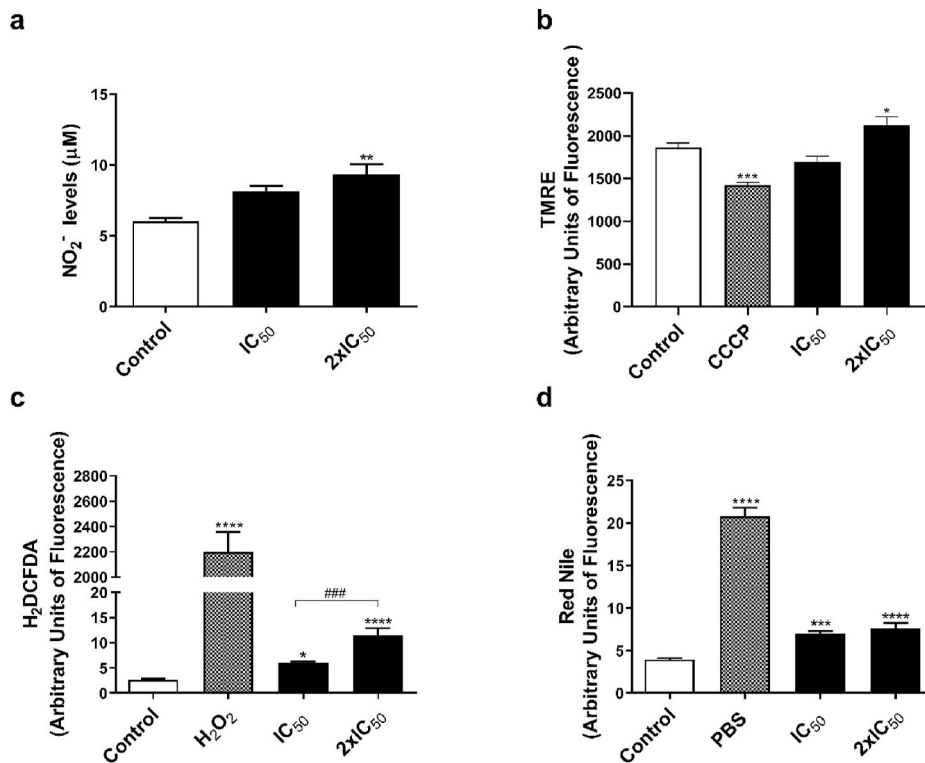 a
NO₂⁻ levels (μM)
15
10
5
0
**
Control
IC₅₀
2xIC₅₀
b
TMRE
(Arbitrary Units of Fluorescence )
2500
2000
1500
1000
500
0
***
*
Control
CCCP
IC₅₀
2xIC₅₀
c
H₂DCFDA
(Arbitrary Units of Fluorescence)
2800
2600
2400
2200
2000
20
15
10
5
0
****
###
*
****
Control
H₂O₂
IC₅₀
2xIC₅₀
d
Red Nile
(Arbitrary Units of Fluorescence)
25
20
15
10
5
0
****
***
****
Control
PBS
IC₅₀
2xIC₅₀